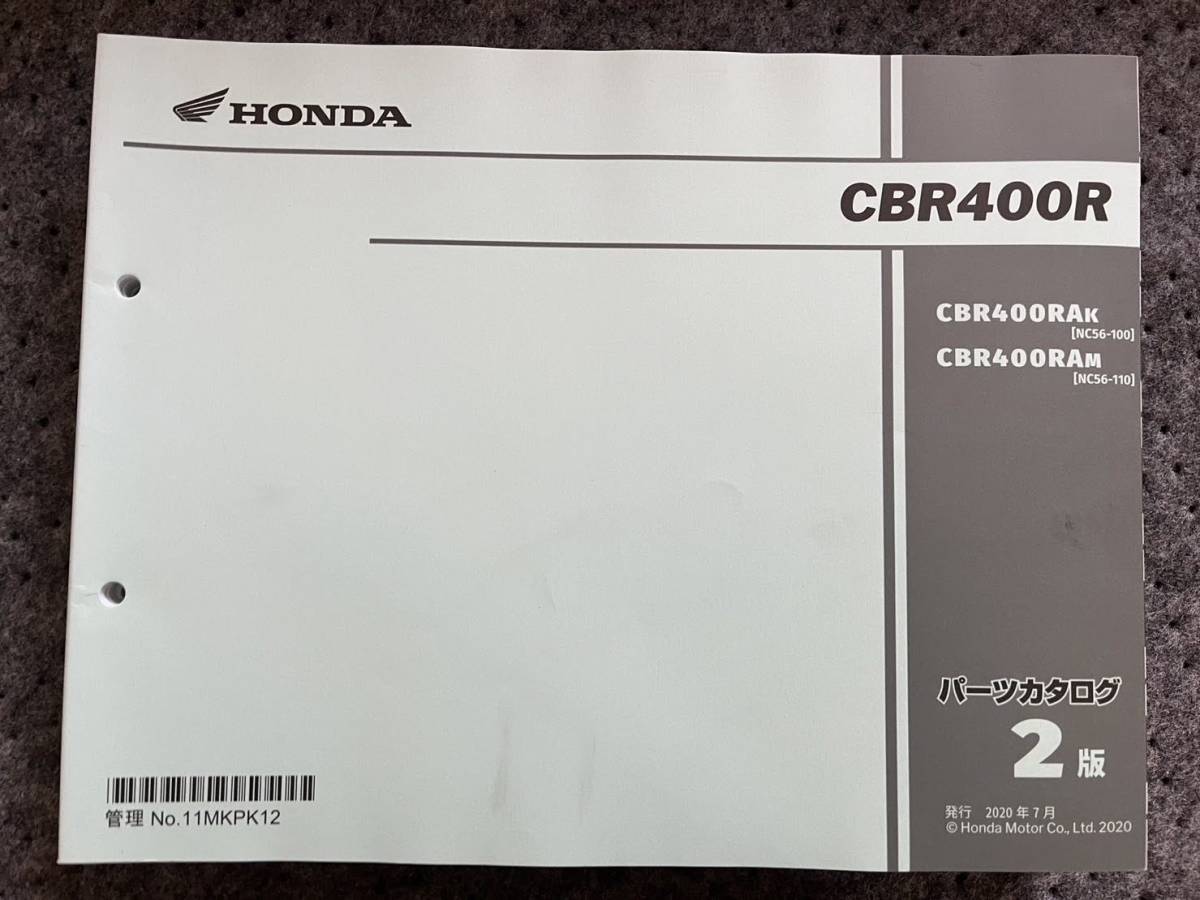 HONDA
CBR400R
CBR400RAK
[NC56-100]
CBR400RAM
[NC56-110]
パーツカタログ
2版
発行 2020年7月
© Honda Motor Co., Ltd. 2020
管理 No.11MKPK12